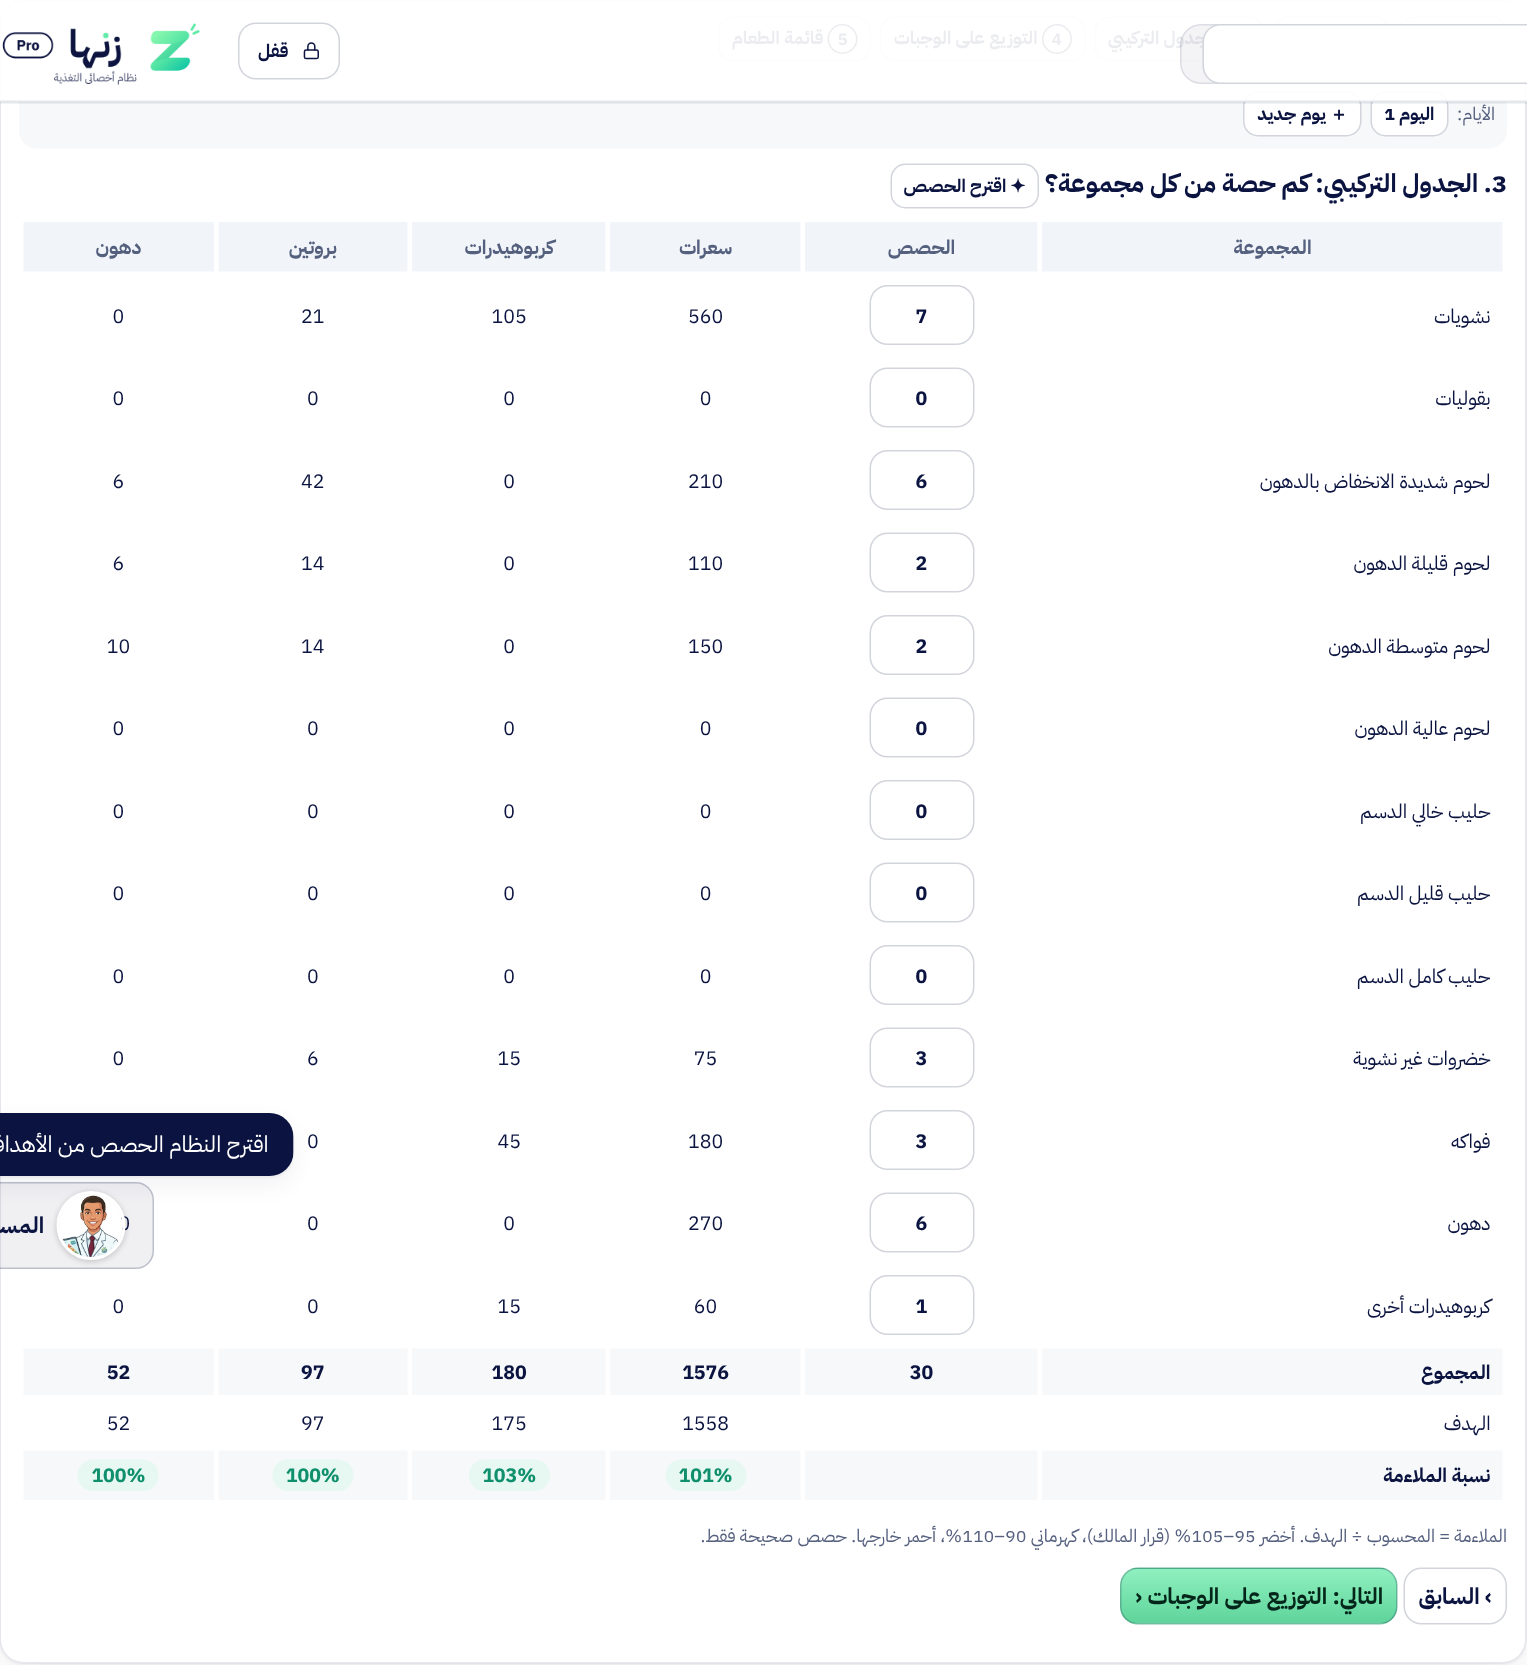 التوزيع على الوجبات 4 قائمة الطعام 5
قفل
زنها Pro
نظام أخصائي التغذية
الأيام: اليوم 1 + يوم جديد
3. الجدول التركيبي: كم حصة من كل مجموعة؟ ✦ اقترح الحصص
المجموعة الحصص سعرات كربوهيدرات بروتين دهون
نشويات 7 560 105 21 0
بقوليات 0 0 0 0 0
لحوم شديدة الانخفاض بالدهون 6 210 0 42 6
لحوم قليلة الدهون 2 110 0 14 6
لحوم متوسطة الدهون 2 150 0 14 10
لحوم عالية الدهون 0 0 0 0 0
حليب خالي الدسم 0 0 0 0 0
حليب قليل الدسم 0 0 0 0 0
حليب كامل الدسم 0 0 0 0 0
خضروات غير نشوية 3 75 15 6 0
فواكه 3 180 45 0
اقترح النظام الحصص من
دهون 6 270 0 0
كربوهيدرات أخرى 1 60 15 0 0
المجموع 30 1576 180 97 52
الهدف 1558 175 97 52
نسبة الملاءمة 101% 103% 100% 100%
الملاءمة = المحسوب ÷ الهدف. أخضر 95–105% (قرار المالك)، كهرماني 90–110%، أحمر خارجها. حصص صحيحة فقط.
› السابق التالي: التوزيع على الوجبات ‹